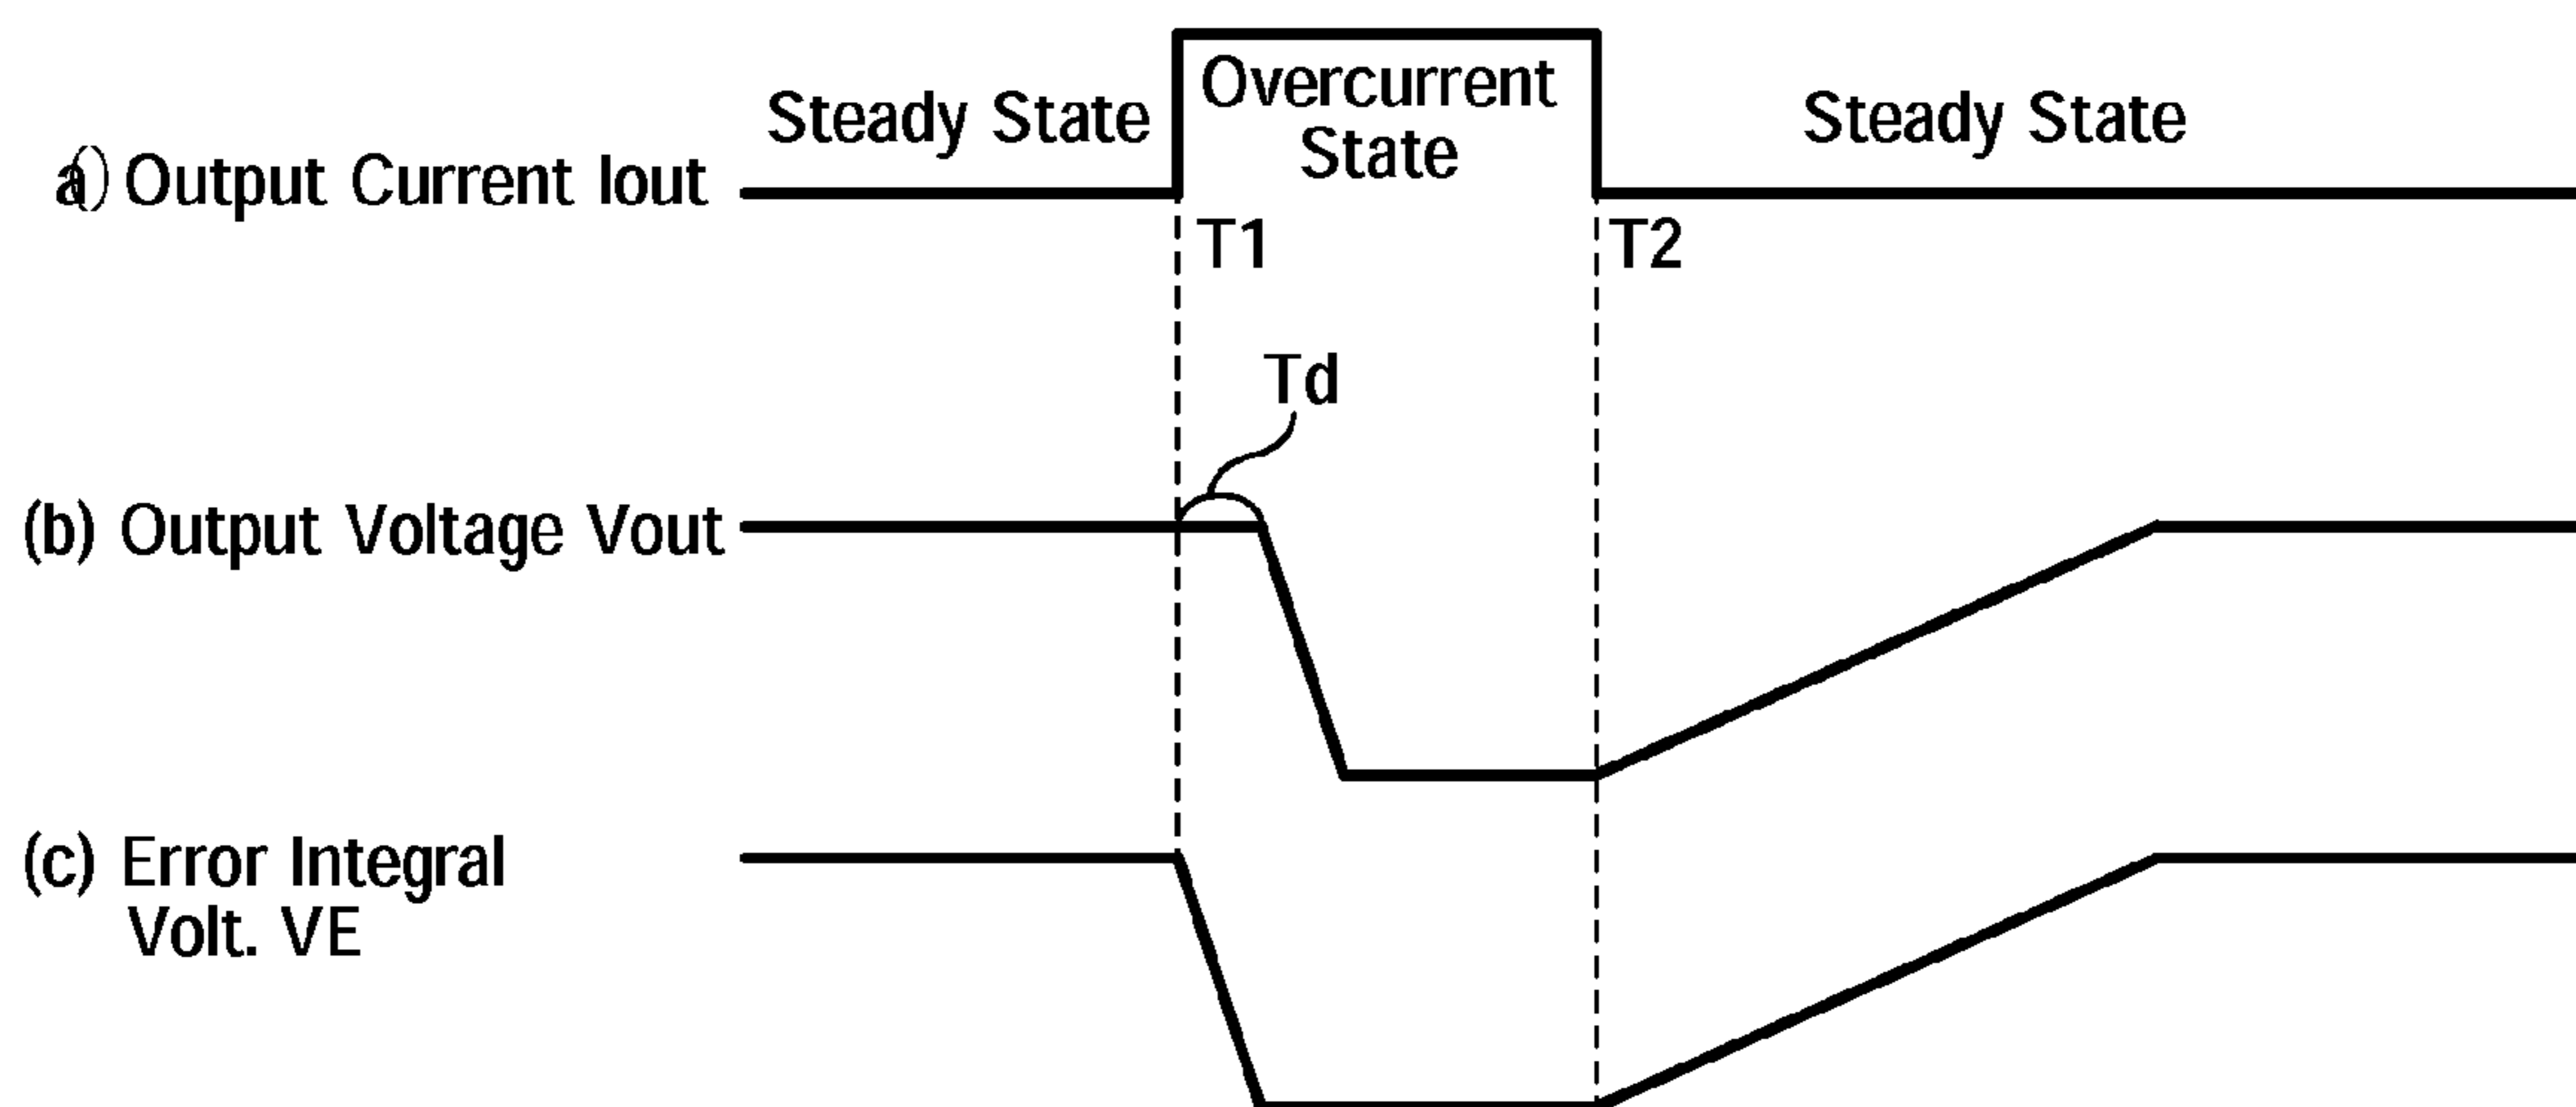 Steady State
Overcurrent
State
Steady State
a) Output Current Iout
T1
T2
Td
(b) Output Voltage Vout
(c) Error Integral
Volt. VE